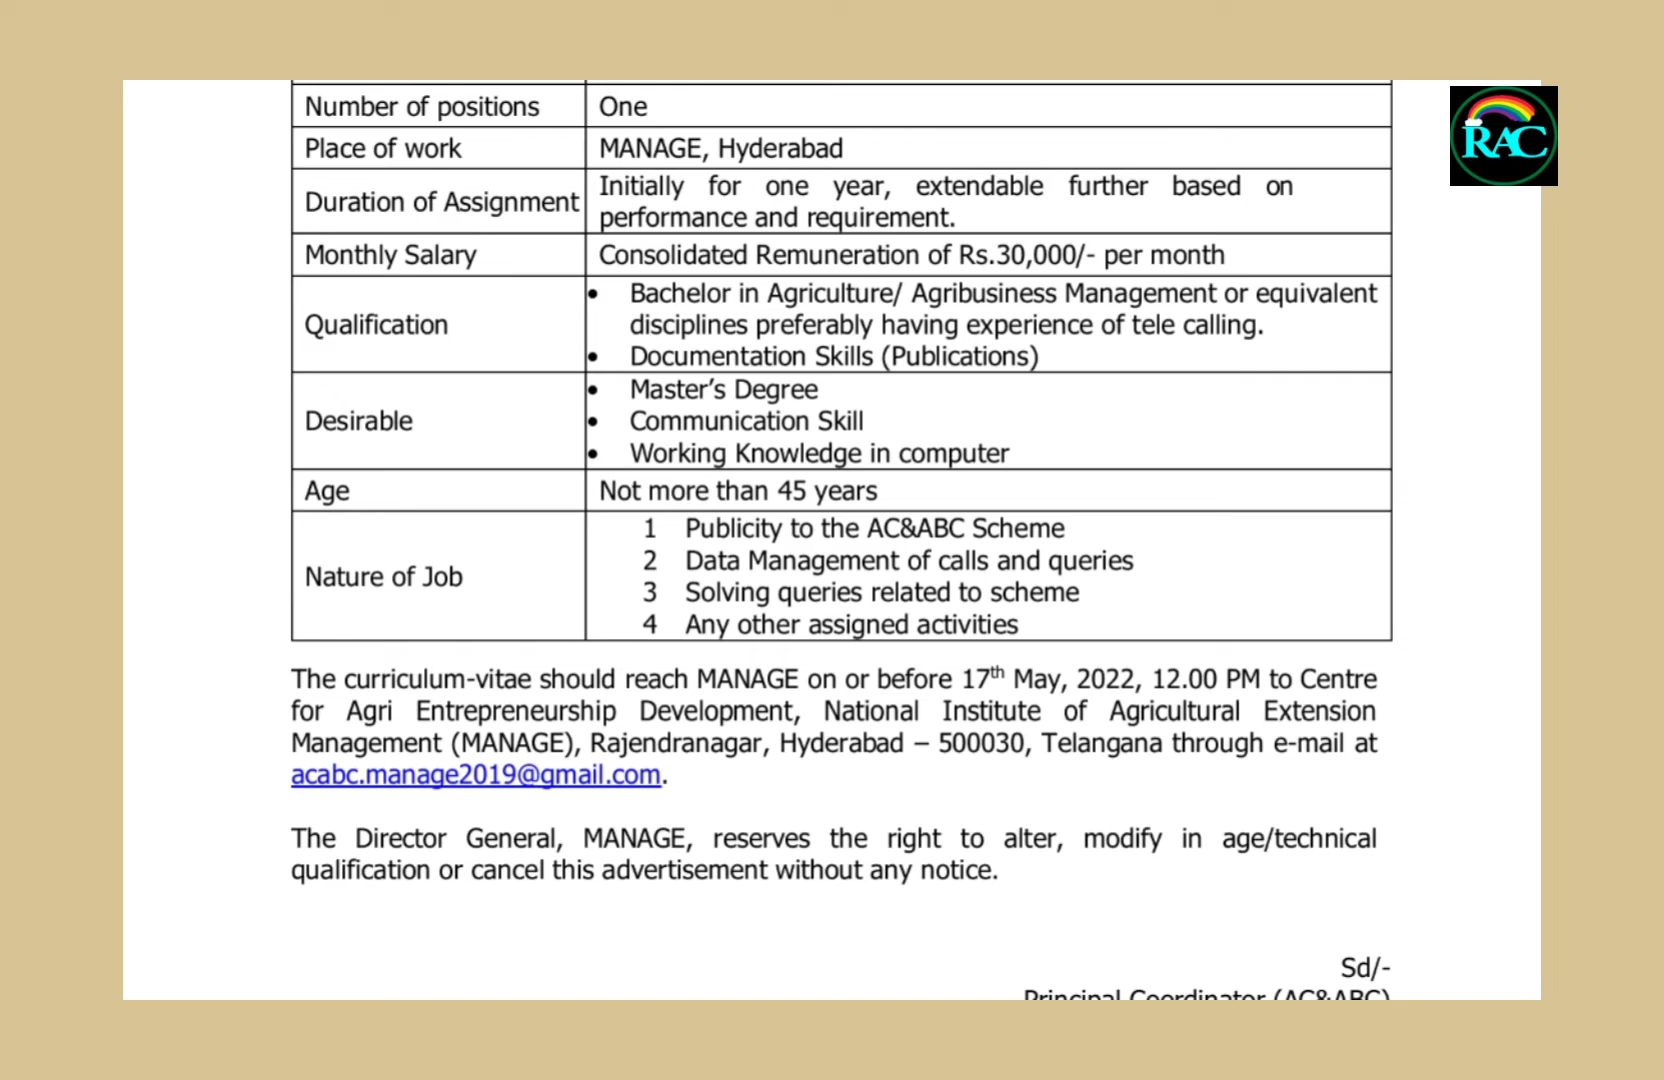 Number of positions One
Place of work MANAGE, Hyderabad
Duration of Assignment Initially for one year, extendable further based on
performance and requirement.
Monthly Salary Consolidated Remuneration of Rs.30,000/- per month
Qualification
• Bachelor in Agriculture/ Agribusiness Management or equivalent
disciplines preferably having experience of tele calling.
• Documentation Skills (Publications)
Desirable
• Master’s Degree
• Communication Skill
• Working Knowledge in computer
Age Not more than 45 years
Nature of Job
1 Publicity to the AC&ABC Scheme
2 Data Management of calls and queries
3 Solving queries related to scheme
4 Any other assigned activities
The curriculum-vitae should reach MANAGE on or before 17th May, 2022, 12.00 PM to Centre
for Agri Entrepreneurship Development, National Institute of Agricultural Extension
Management (MANAGE), Rajendranagar, Hyderabad – 500030, Telangana through e-mail at
acabc.manage2019@gmail.com.
The Director General, MANAGE, reserves the right to alter, modify in age/technical
qualification or cancel this advertisement without any notice.
Sd/-
Principal Coordinator (AC&ABC)
RAC